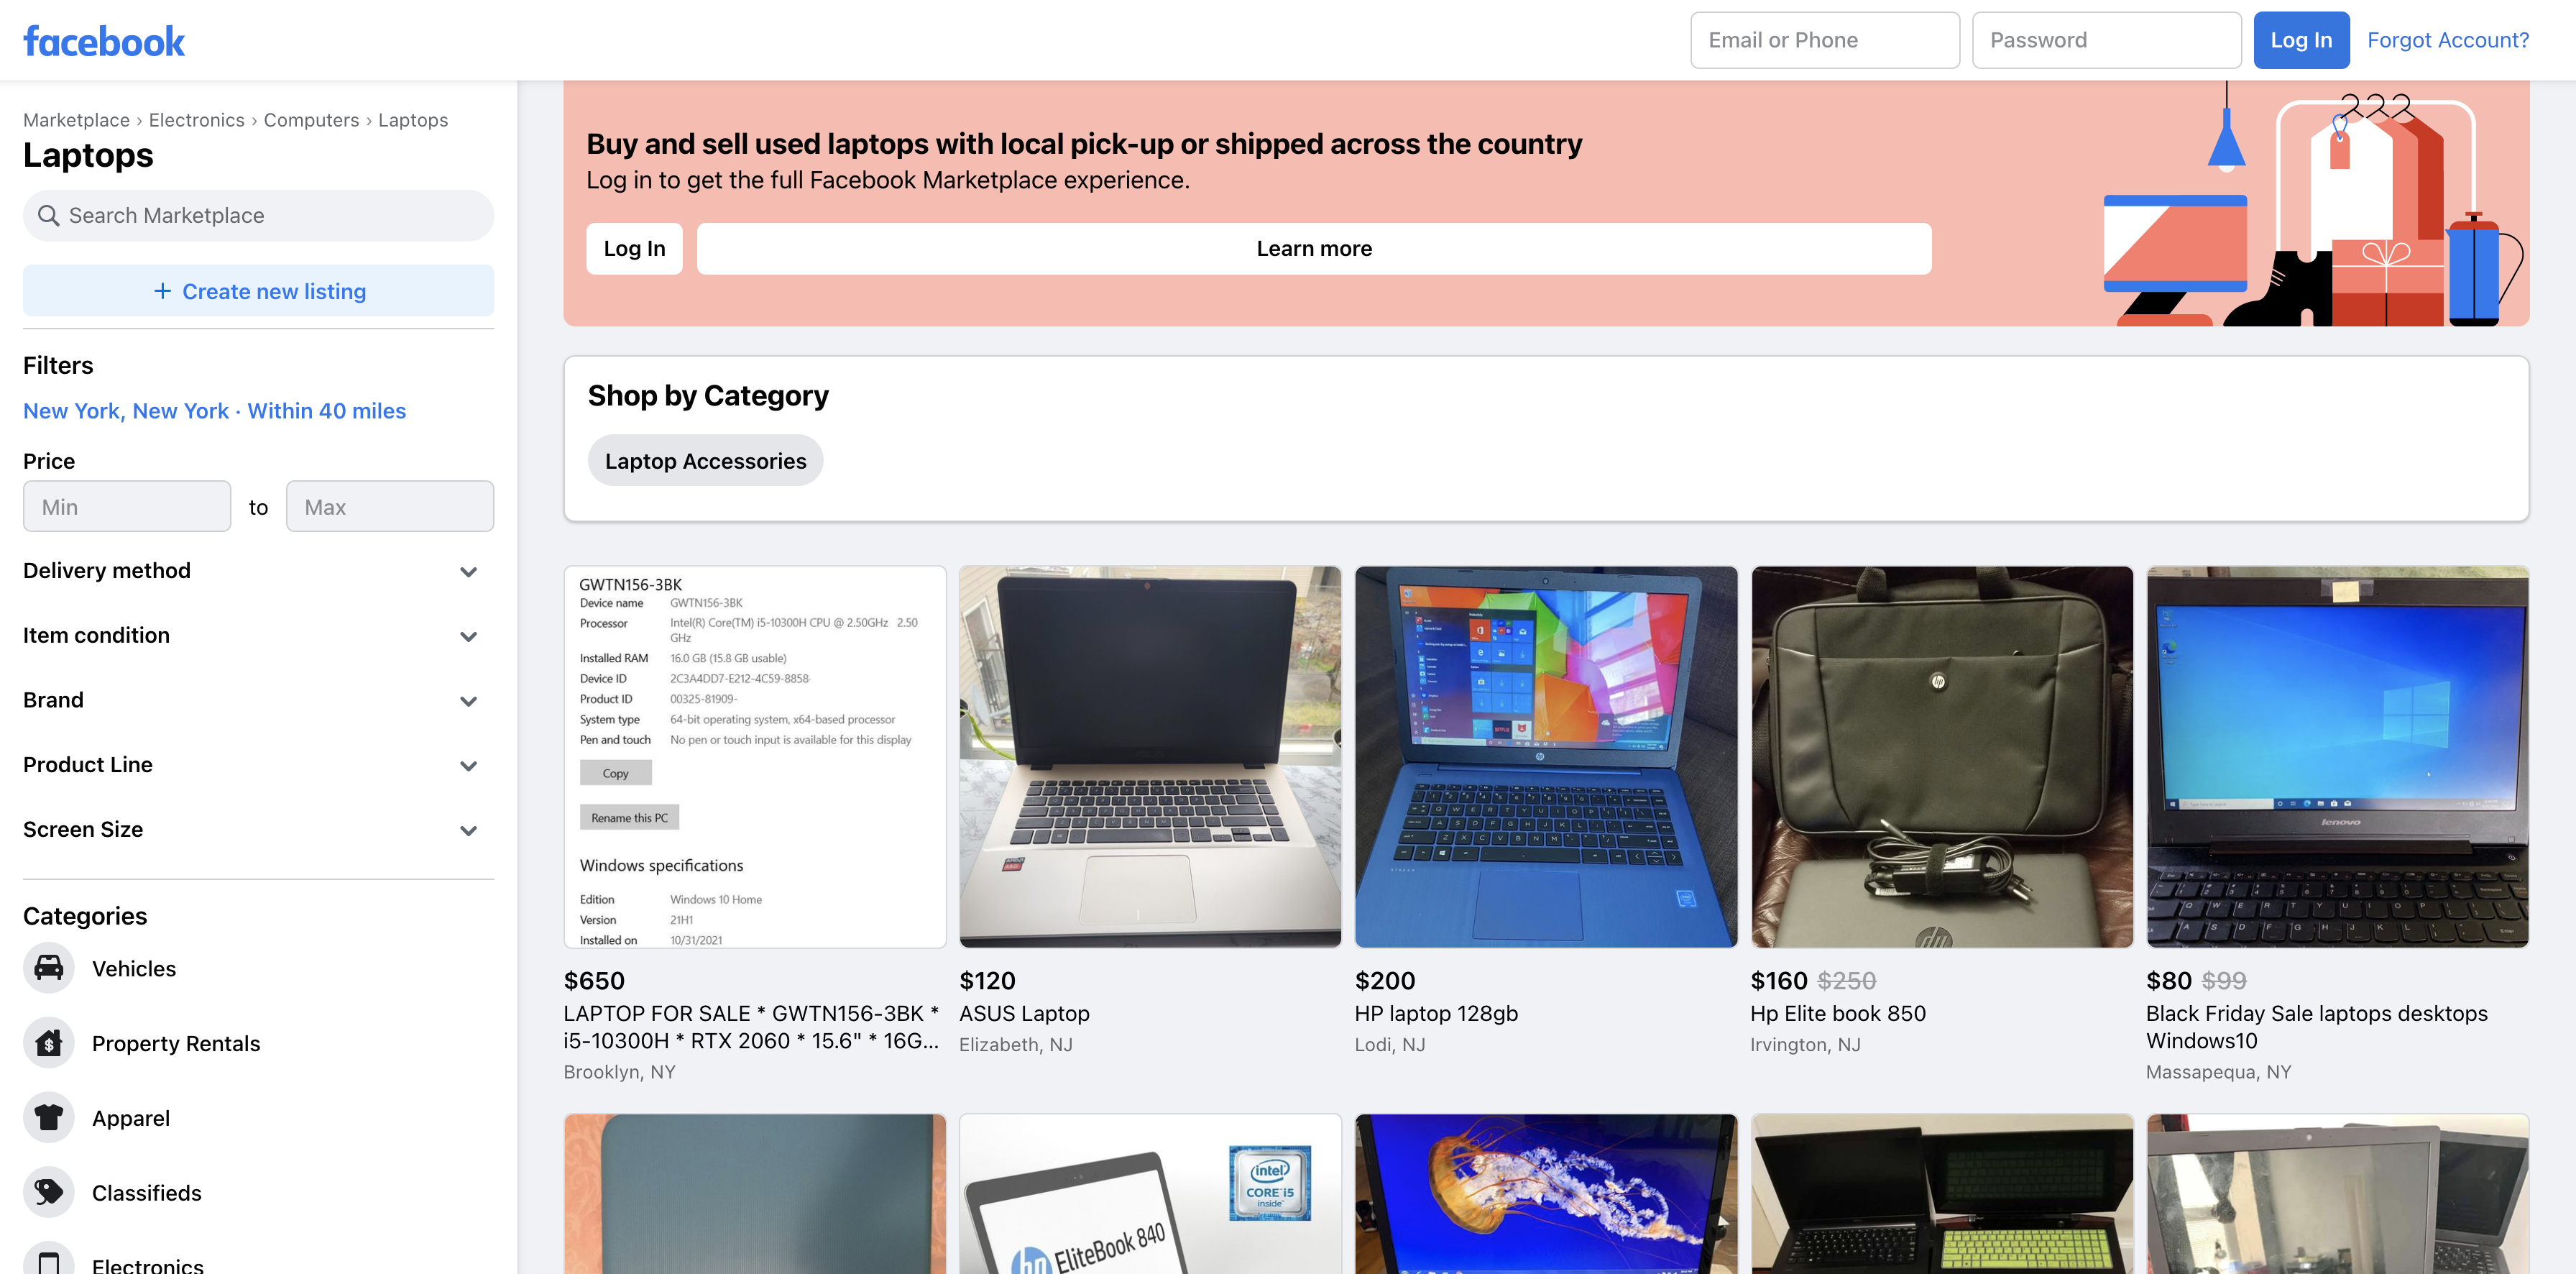 facebook
Email or Phone
Password
Log In
Forgot Account?
Marketplace › Electronics › Computers › Laptops
Laptops
Search Marketplace
+ Create new listing
Filters
New York, New York · Within 40 miles
Price
Min to Max
Delivery method
Item condition
Brand
Product Line
Screen Size
Categories
Vehicles
Property Rentals
Apparel
Classifieds
Electronics
Buy and sell used laptops with local pick-up or shipped across the country
Log in to get the full Facebook Marketplace experience.
Log In
Learn more
Shop by Category
Laptop Accessories
GWTN156-3BK
Device name GWTN156-3BK
Processor Intel(R) Core(TM) i5-10300H CPU @ 2.50GHz 2.50
GHz
Installed RAM 16.0 GB (15.8 GB usable)
Device ID 2C3A4DD7-E212-4C59-8858-
Product ID 00325-81909-
System type 64-bit operating system, x64-based processor
Pen and touch No pen or touch input is available for this display
Copy
Rename this PC
Windows specifications
Edition Windows 10 Home
Version 21H1
Installed on 10/31/2021
hp
lenovo
$650
LAPTOP FOR SALE * GWTN156-3BK *
i5-10300H * RTX 2060 * 15.6" * 16G...
Brooklyn, NY
$120
ASUS Laptop
Elizabeth, NJ
$200
HP laptop 128gb
Lodi, NJ
$160 $250
Hp Elite book 850
Irvington, NJ
$80 $99
Black Friday Sale laptops desktops
Windows10
Massapequa, NY
hp EliteBook 840
intel
CORE i5
inside